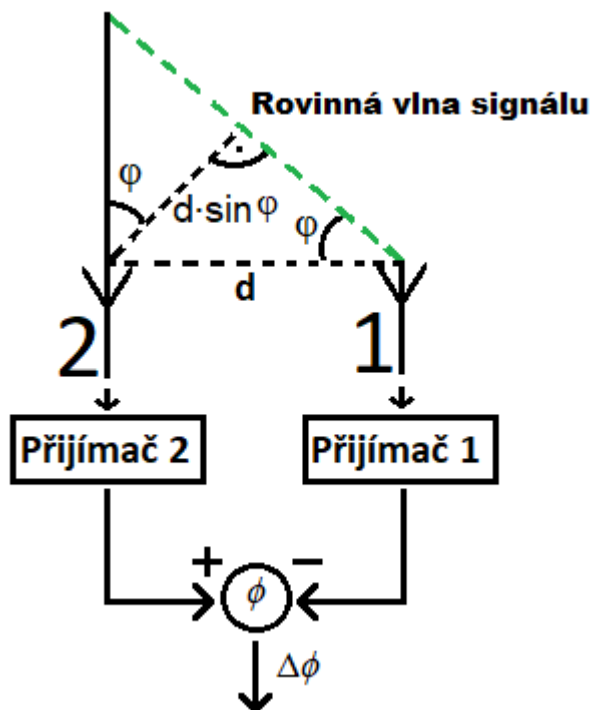 Rovinná vlna signálu
φ
d·sin φ
φ
d
2
1
Přijímač 2
Přijímač 1
+
−
ϕ
Δϕ